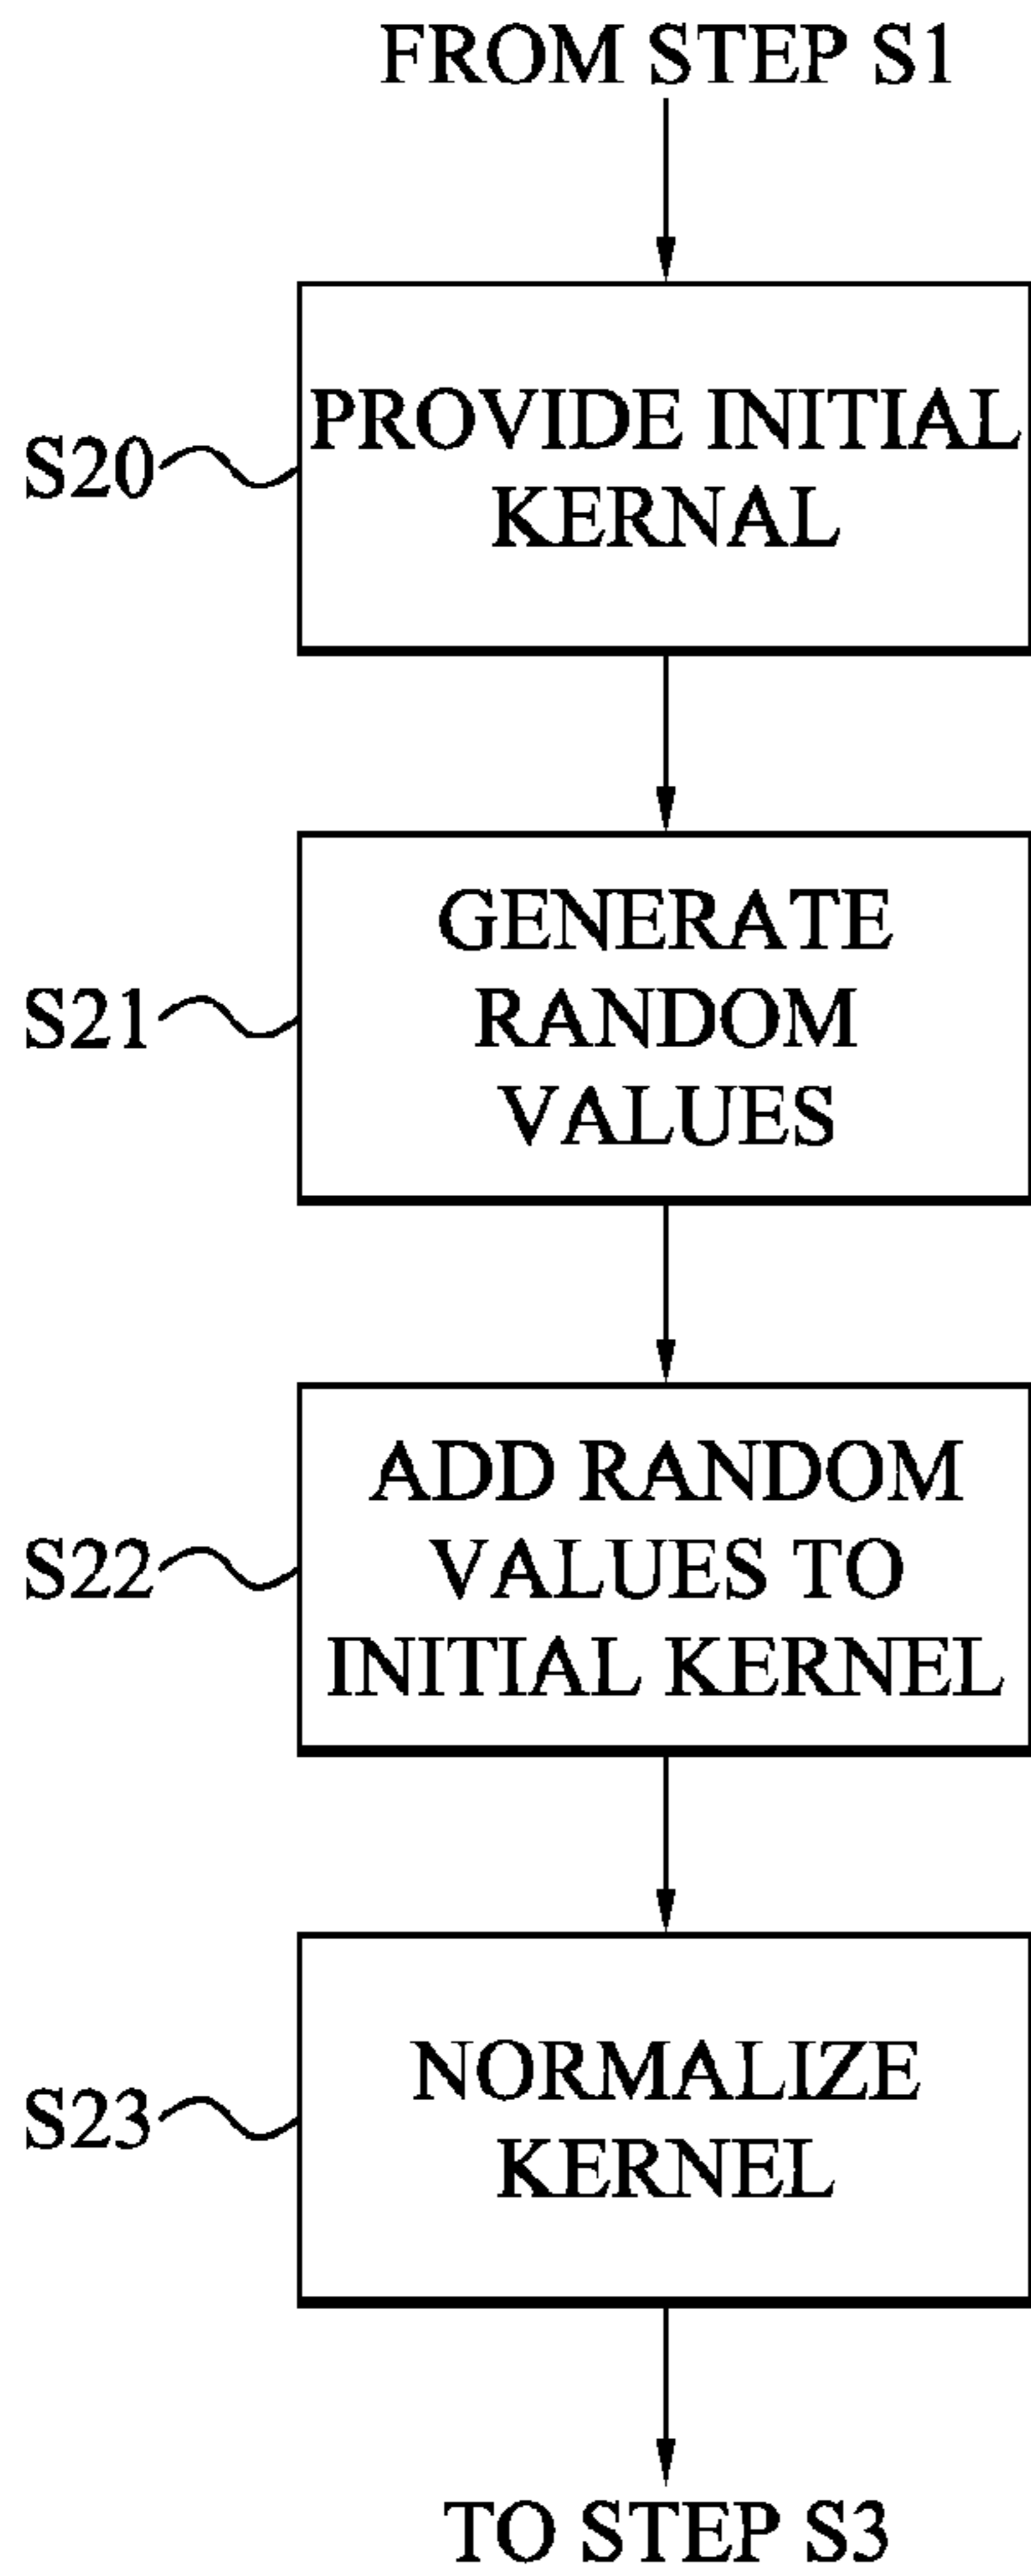 FROM STEP S1
S20
PROVIDE INITIAL
KERNAL
S21
GENERATE
RANDOM
VALUES
S22
ADD RANDOM
VALUES TO
INITIAL KERNEL
S23
NORMALIZE
KERNEL
TO STEP S3